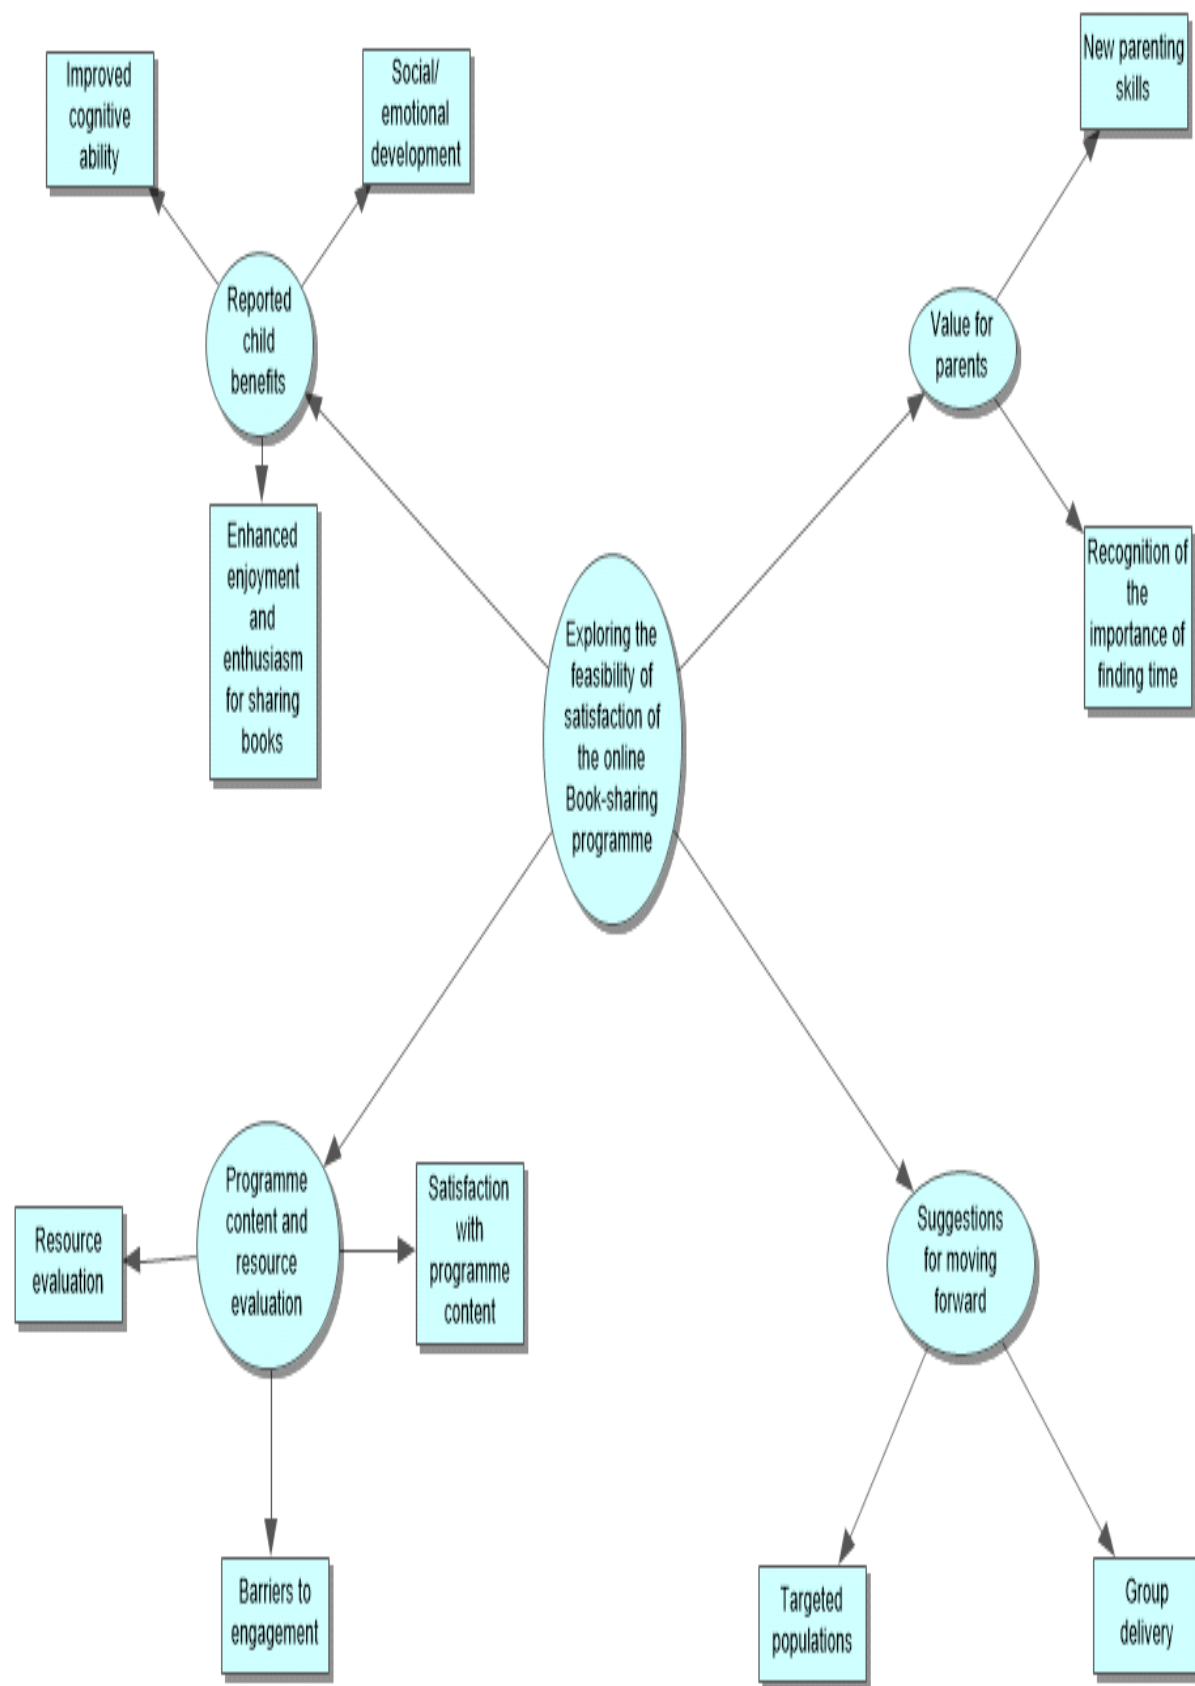 Improved
cognitive
ability
Social/
emotional
development
New parenting
skills
Reported
child
benefits
Value for
parents
Enhanced
enjoyment
and
enthusiasm
for sharing
books
Recognition of
the
importance of
finding time
Exploring the
feasibility of
satisfaction of
the online
Book-sharing
programme
Programme
content and
resource
evaluation
Satisfaction
with
programme
content
Resource
evaluation
Suggestions
for moving
forward
Barriers to
engagement
Targeted
populations
Group
delivery